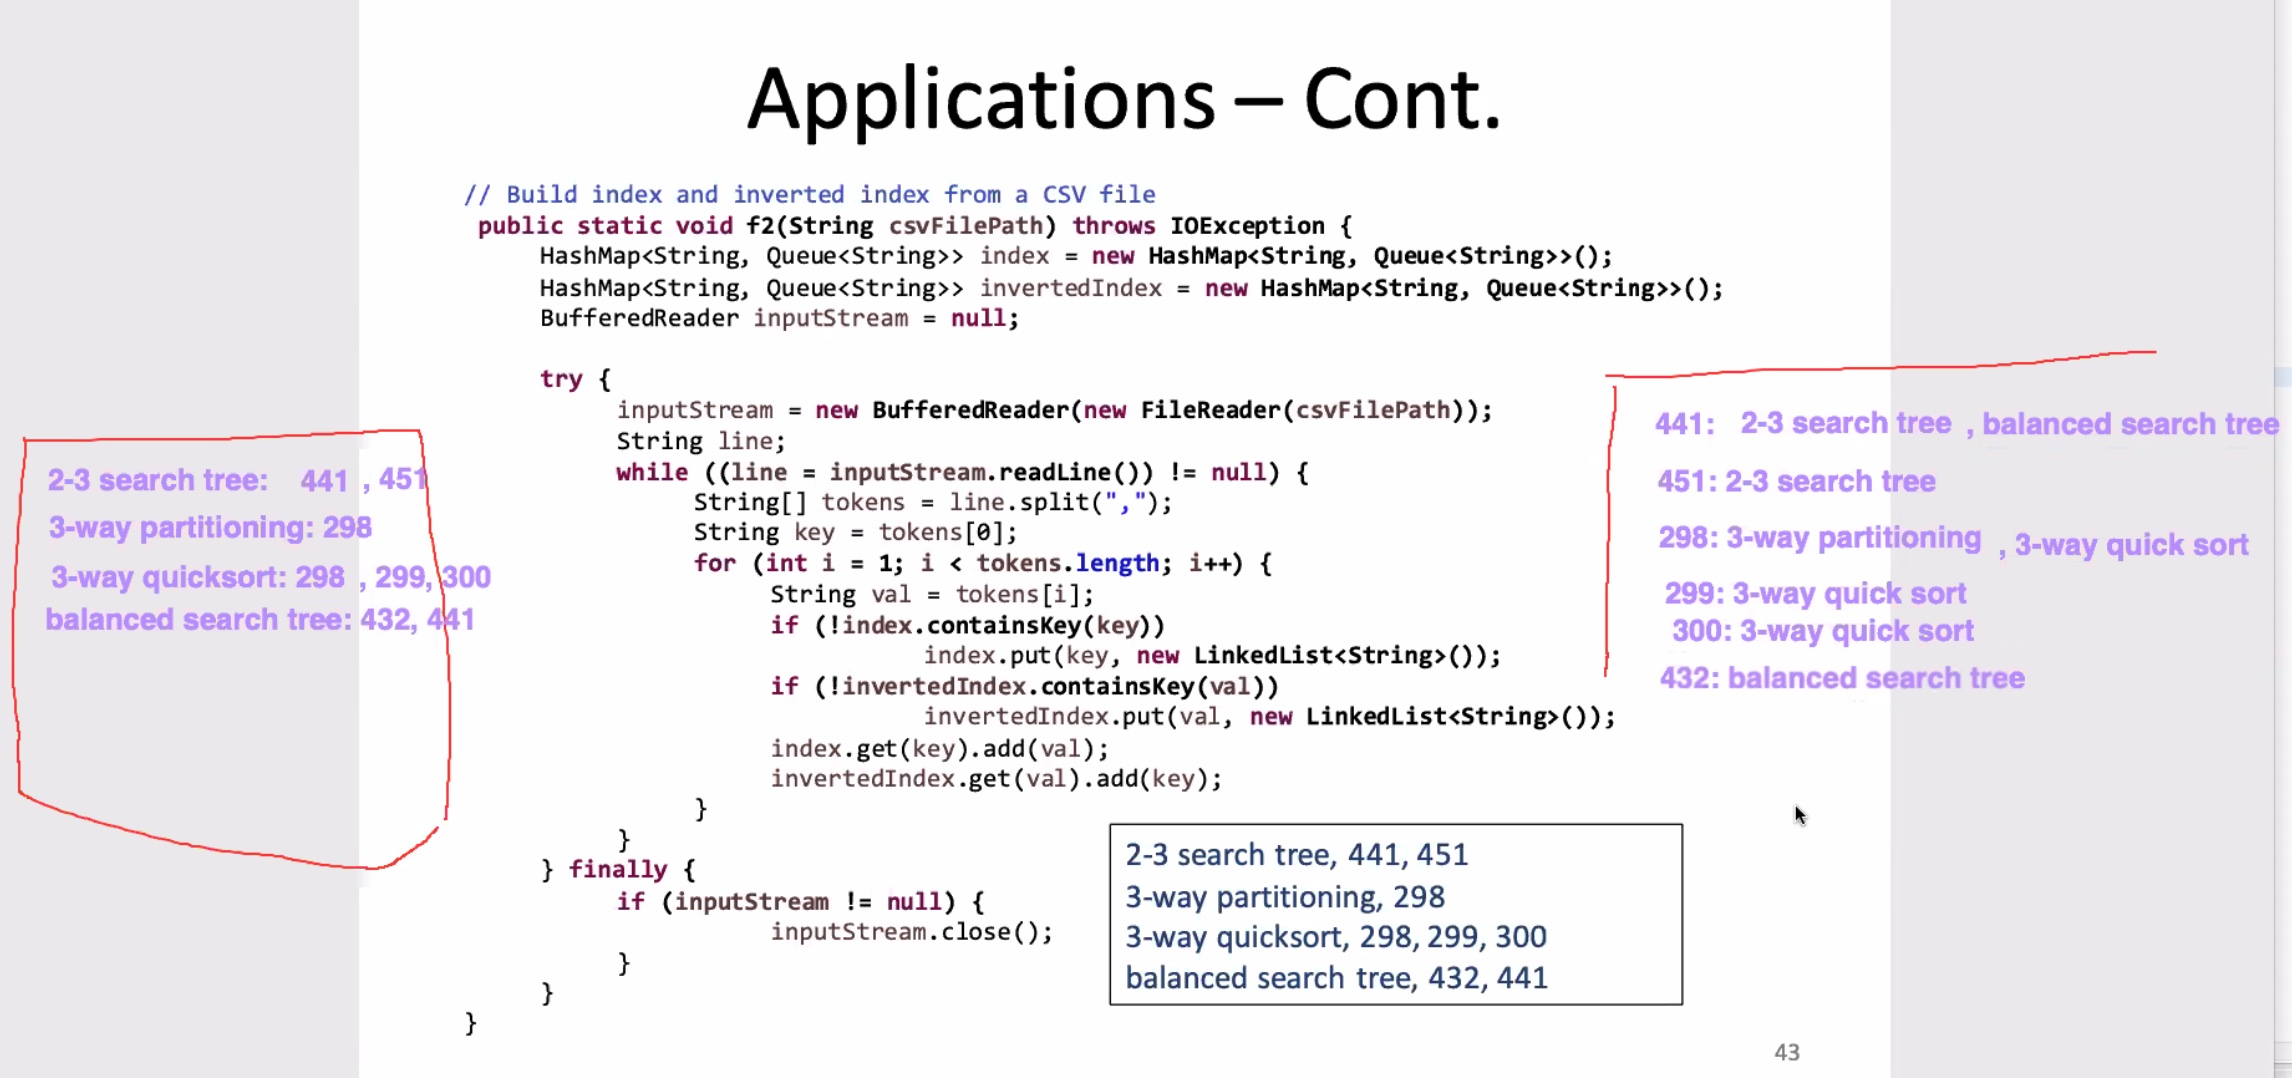 Applications – Cont.
// Build index and inverted index from a CSV file
public static void f2(String csvFilePath) throws IOException {
HashMap<String, Queue<String>> index = new HashMap<String, Queue<String>>();
HashMap<String, Queue<String>> invertedIndex = new HashMap<String, Queue<String>>();
BufferedReader inputStream = null;
try {
inputStream = new BufferedReader(new FileReader(csvFilePath));
String line;
while ((line = inputStream.readLine()) != null) {
String[] tokens = line.split(",");
String key = tokens[0];
for (int i = 1; i < tokens.length; i++) {
String val = tokens[i];
if (!index.containsKey(key))
index.put(key, new LinkedList<String>());
if (!invertedIndex.containsKey(val))
invertedIndex.put(val, new LinkedList<String>());
index.get(key).add(val);
invertedIndex.get(val).add(key);
}
}
} finally {
if (inputStream != null) {
inputStream.close();
}
}
}
2-3 search tree: 441 , 451
3-way partitioning: 298
3-way quicksort: 298 , 299, 300
balanced search tree: 432, 441
441: 2-3 search tree , balanced search tree
451: 2-3 search tree
298: 3-way partitioning , 3-way quick sort
299: 3-way quick sort
300: 3-way quick sort
432: balanced search tree
2-3 search tree, 441, 451
3-way partitioning, 298
3-way quicksort, 298, 299, 300
balanced search tree, 432, 441
43